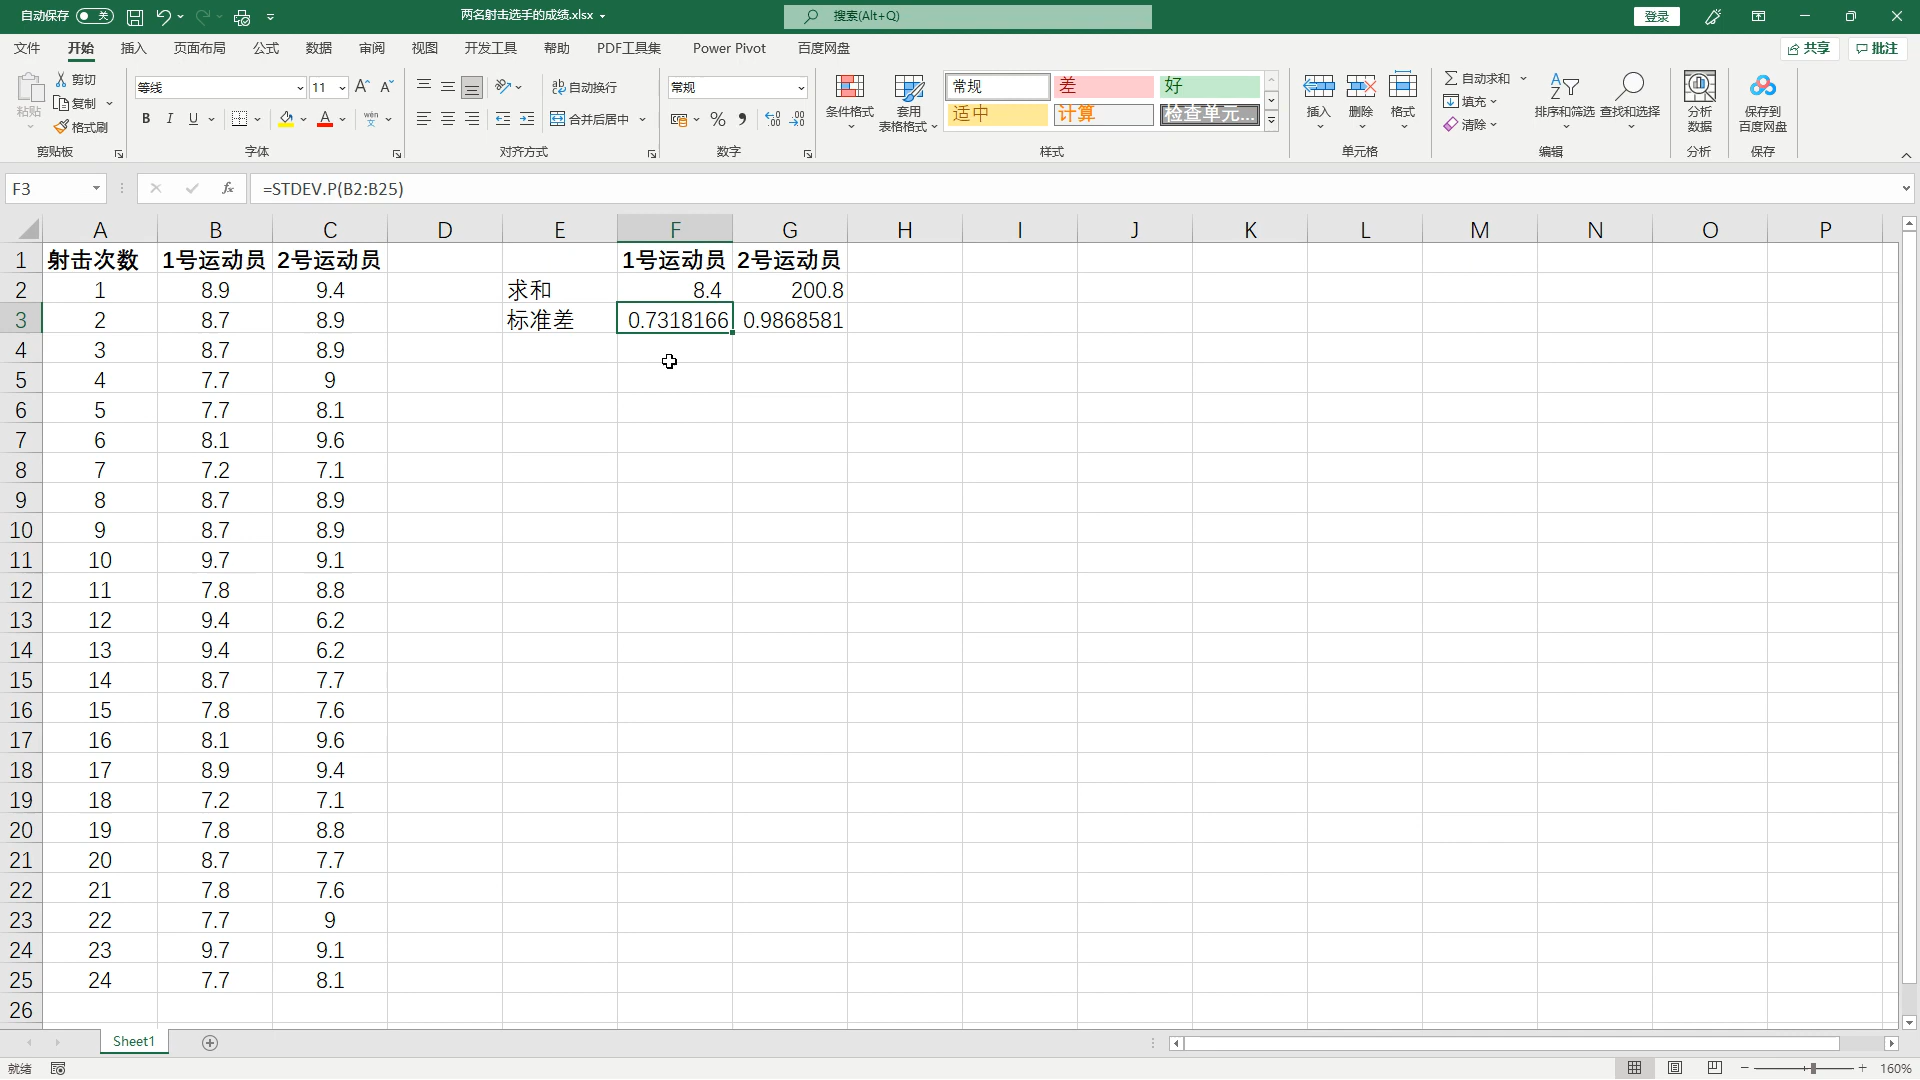 自动保存 关 两名射击选手的成绩.xlsx 搜索(Alt+Q) 登录
文件 开始 插入 页面布局 公式 数据 审阅 视图 开发工具 帮助 PDF工具集 Power Pivot 百度网盘 共享 批注
粘贴 剪切 复制 格式刷
剪贴板
等线 11
B I U A wén 文
字体
自动换行
合并后居中
对齐方式
常规
% , .00
数字
条件格式 套用 表格格式
常规 差 好
适中 计算 检查单元...
样式
插入 删除 格式
单元格
自动求和
填充
清除
排序和筛选 查找和选择
编辑
分析 数据
分析
保存到 百度网盘
保存
F3 fx =STDEV.P(B2:B25)
A B C D E F G H I J K L M N O P
1 射击次数 1号运动员 2号运动员 1号运动员 2号运动员
2 1 8.9 9.4 求和 8.4 200.8
3 2 8.7 8.9 标准差 0.7318166 0.9868581
4 3 8.7 8.9
5 4 7.7 9
6 5 7.7 8.1
7 6 8.1 9.6
8 7 7.2 7.1
9 8 8.7 8.9
10 9 8.7 8.9
11 10 9.7 9.1
12 11 7.8 8.8
13 12 9.4 6.2
14 13 9.4 6.2
15 14 8.7 7.7
16 15 7.8 7.6
17 16 8.1 9.6
18 17 8.9 9.4
19 18 7.2 7.1
20 19 7.8 8.8
21 20 8.7 7.7
22 21 7.8 7.6
23 22 7.7 9
24 23 9.7 9.1
25 24 7.7 8.1
26
Sheet1
就绪 160%